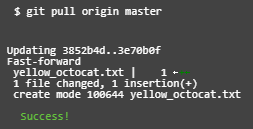 $ git pull origin master
Updating 3852b4d..3e70b0f
Fast-forward
yellow_octocat.txt | 1 +
1 file changed, 1 insertion(+)
create mode 100644 yellow_octocat.txt
Success!